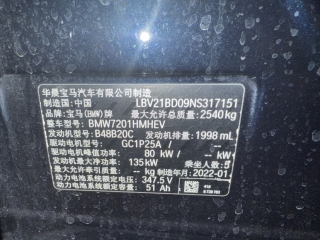 华晨宝马汽车有限公司制造
制造国:中国 LBV21BD09NS317151
品牌:宝马(BMW)牌 最大允许总质量:2540kg
整车型号:BMW7201HMHEV
发动机型号:B48B20C 发动机排量:1998 mL
驱动电机型号: GC1P25A / --
驱动电机峰值功率: 80 kW / -- kW
发动机最大净功率: 135kW 乘坐人数: 5
最大允许牵引质量: -- kg 制造年月:2022-01
动力电池系统额定电压: 347.5 V
动力电池系统额定容量: 51 Ah